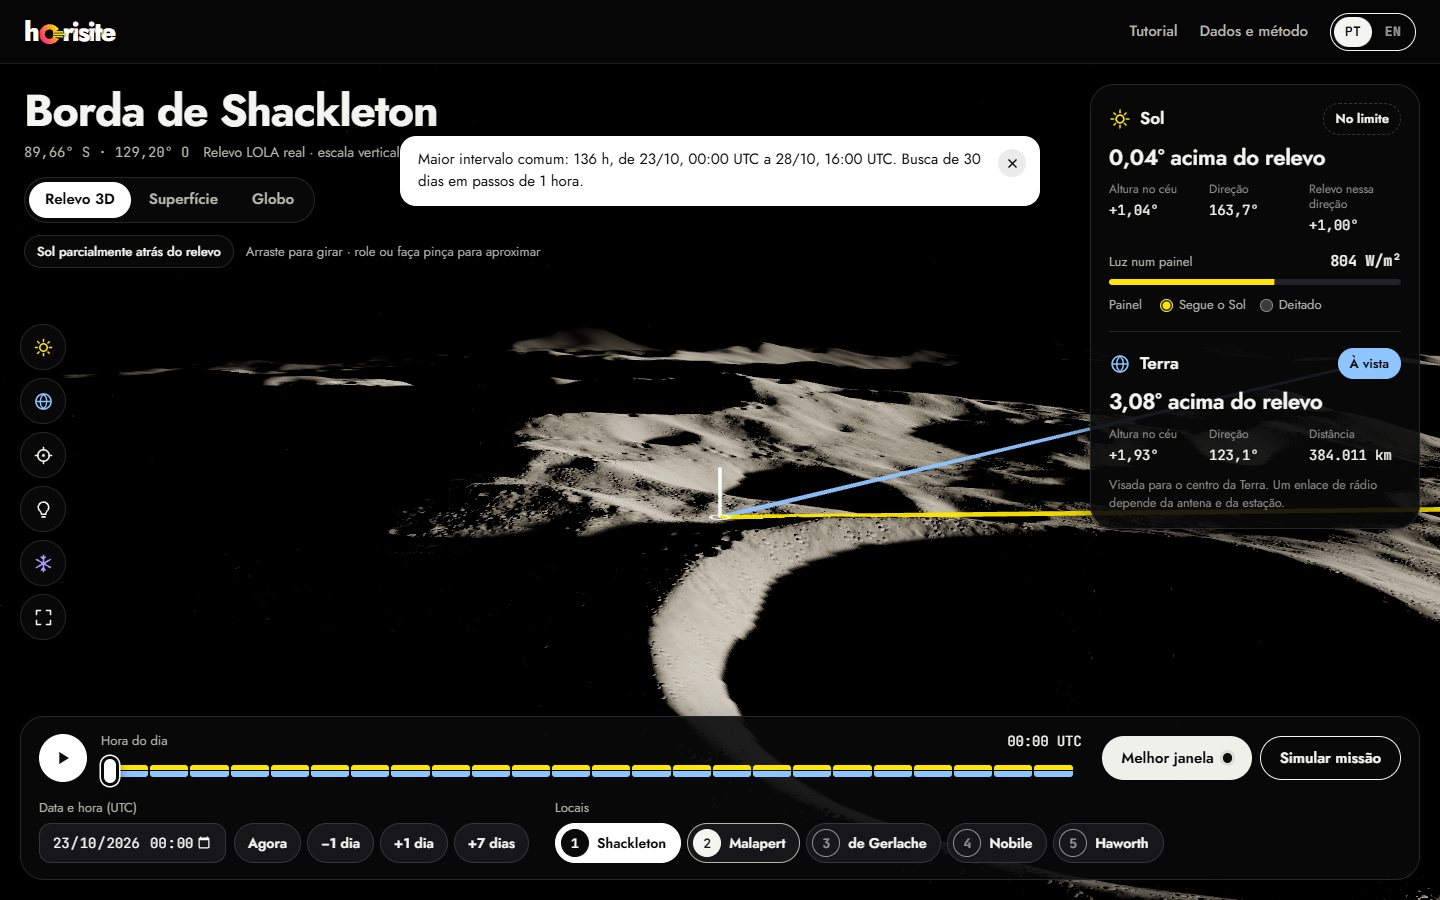 horisite
Tutorial
Dados e método
PT
EN
Borda de Shackleton
89,66° S · 129,20° O Relevo LOLA real · escala vertical
Maior intervalo comum: 136 h, de 23/10, 00:00 UTC a 28/10, 16:00 UTC. Busca de 30
dias em passos de 1 hora.
Relevo 3D
Superfície
Globo
Sol parcialmente atrás do relevo
Arraste para girar · role ou faça pinça para aproximar
Sol
No limite
0,04° acima do relevo
Altura no céu
Direção
Relevo nessa
direção
+1,04°
163,7°
+1,00°
Luz num painel
804 W/m²
Painel
Segue o Sol
Deitado
Terra
À vista
3,08° acima do relevo
Altura no céu
Direção
Distância
+1,93°
123,1°
384.011 km
Visada para o centro da Terra. Um enlace de rádio
depende da antena e da estação.
Hora do dia
00:00 UTC
Melhor janela
Simular missão
Data e hora (UTC)
Locais
23/10/2026 00:00
Agora
−1 dia
+1 dia
+7 dias
1 Shackleton
2 Malapert
3 de Gerlache
4 Nobile
5 Haworth